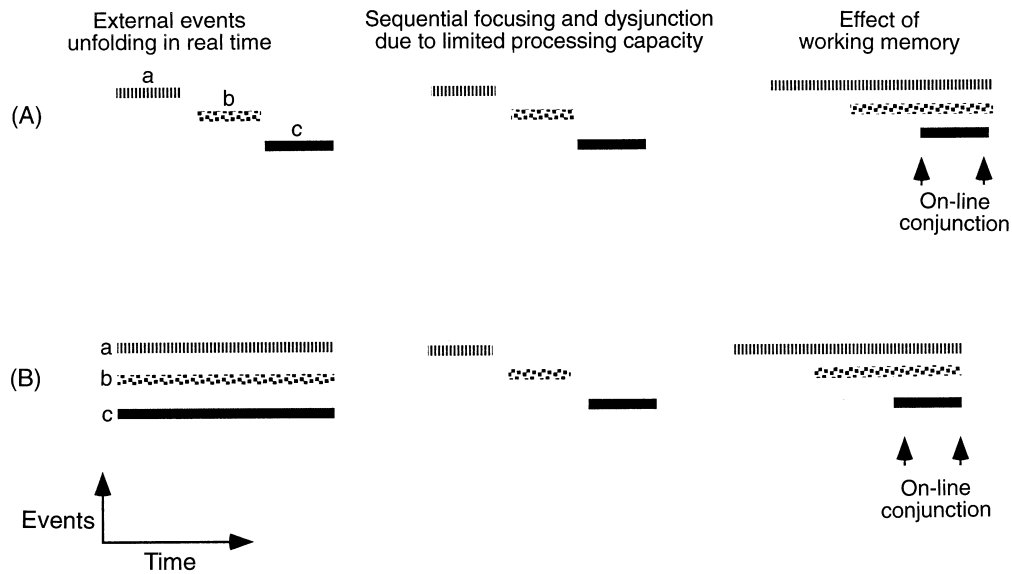 External events
unfolding in real time
Sequential focusing and dysjunction
due to limited processing capacity
Effect of
working memory
(A)
a
b
c
On-line
conjunction
(B)
a
b
c
On-line
conjunction
Events
Time